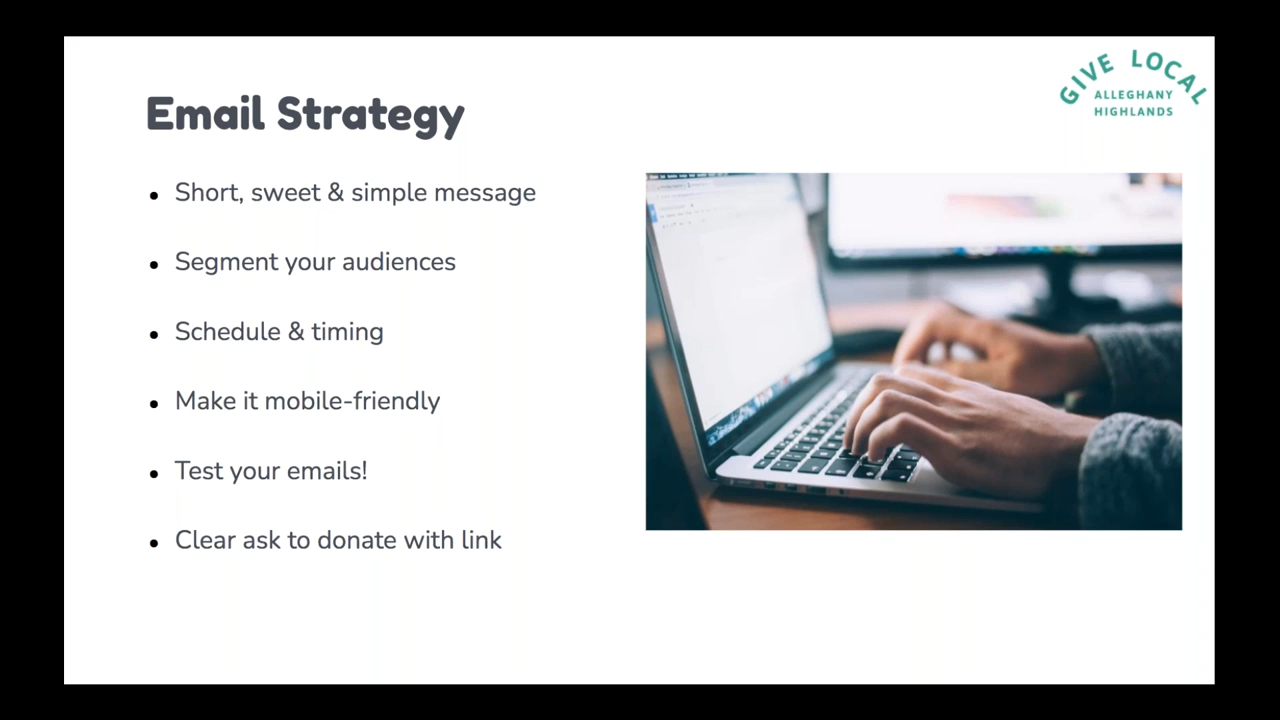 GIVE LOCAL
ALLEGHANY
HIGHLANDS
Email Strategy
Short, sweet & simple message
Segment your audiences
Schedule & timing
Make it mobile-friendly
Test your emails!
Clear ask to donate with link